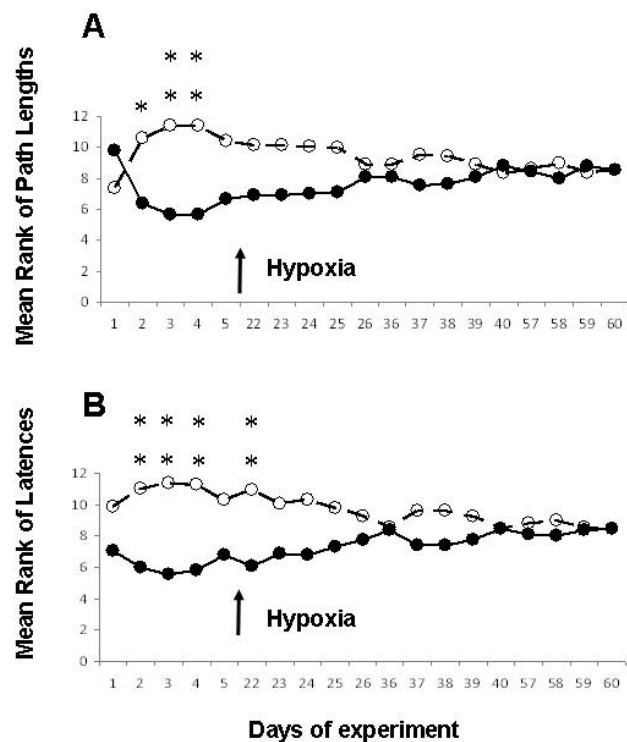 A
Mean Rank of Path Lengths
* *
* * *
12
10
8
6
4
2
0
Hypoxia
1 2 3 4 5 22 23 24 25 26 36 37 38 39 40 57 58 59 60
B
Mean Rank of Latences
* * * *
* * * *
12
10
8
6
4
2
0
Hypoxia
1 2 3 4 5 22 23 24 25 26 36 37 38 39 40 57 58 59 60
Days of experiment